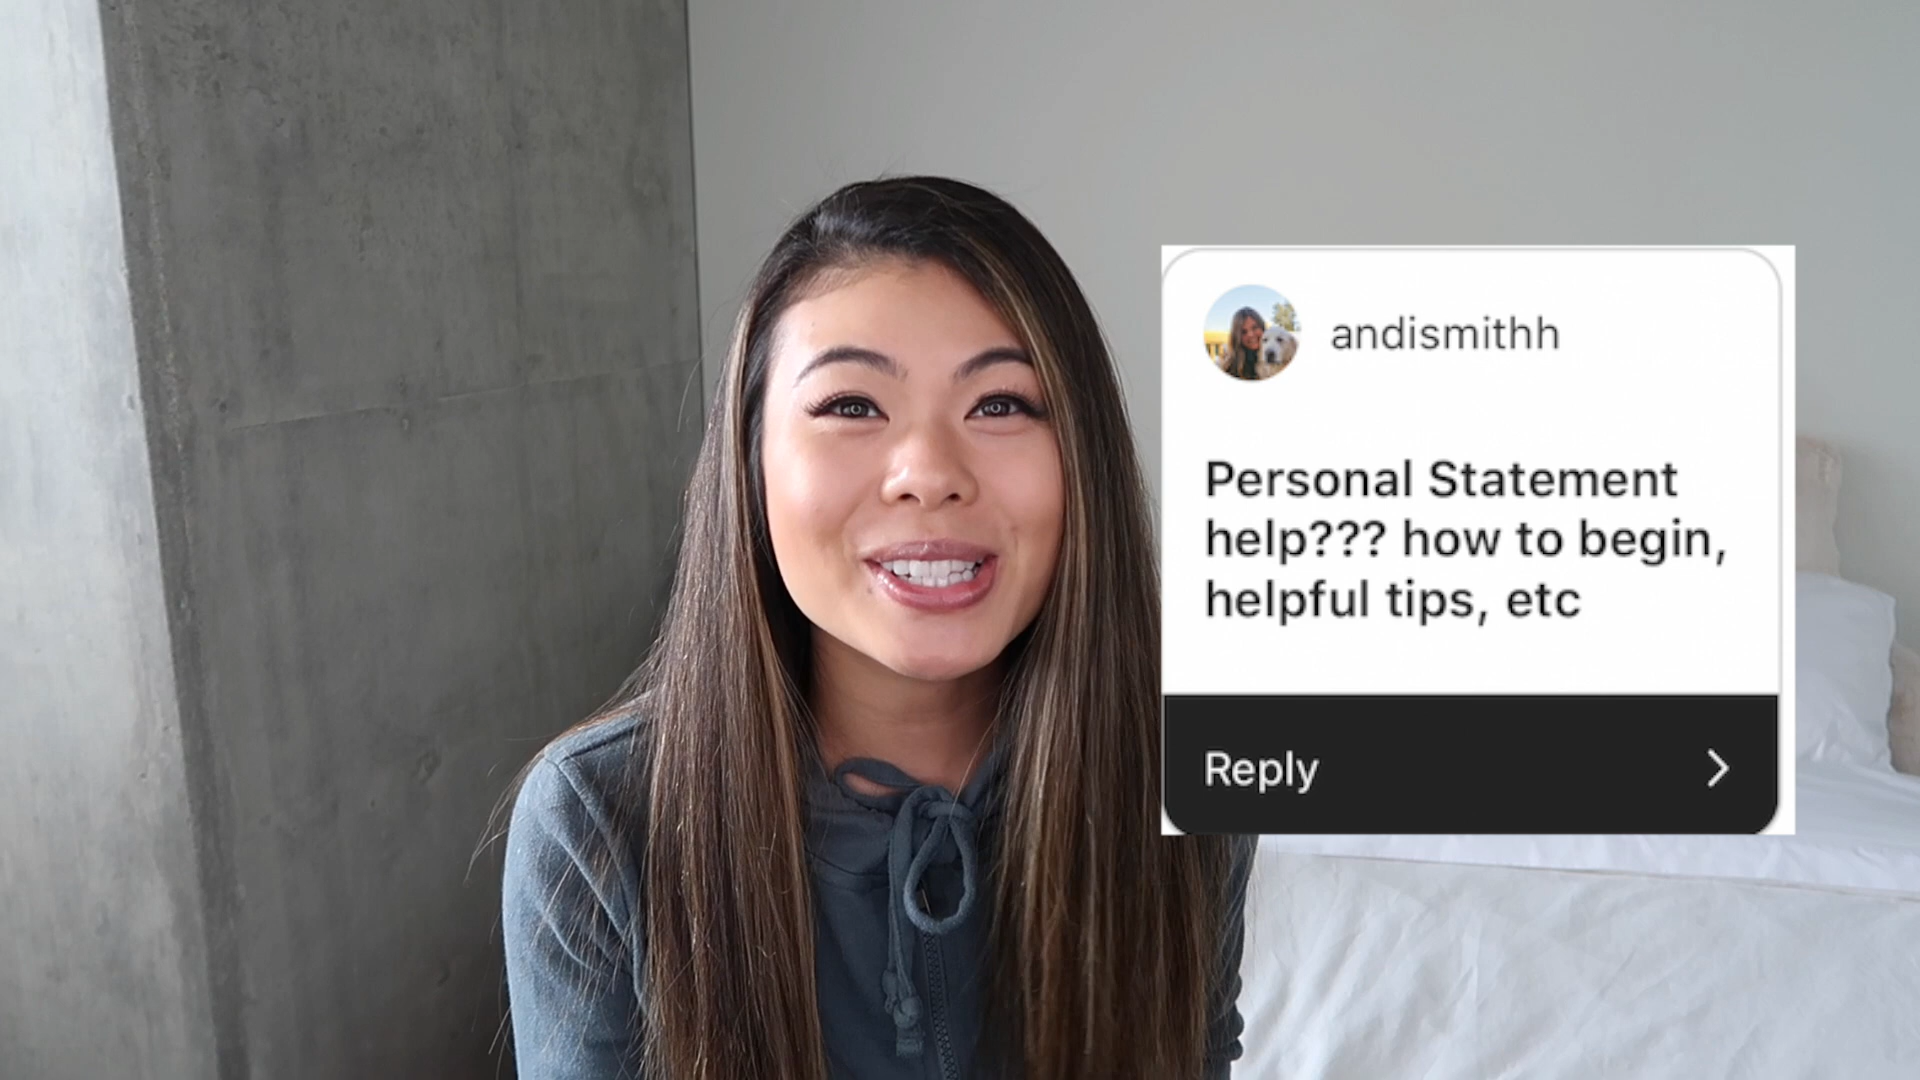 andismithh
Personal Statement
help??? how to begin,
helpful tips, etc
Reply